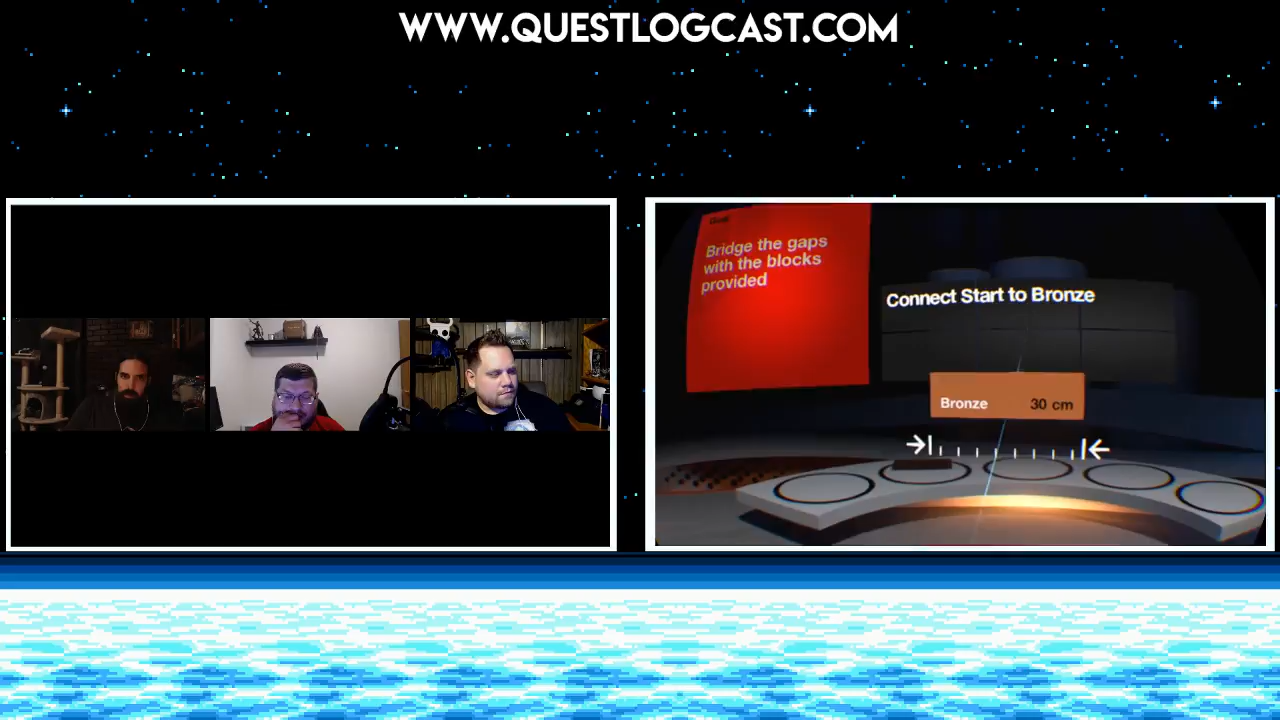 WWW.QUESTLOGCAST.COM
Bridge the gaps
with the blocks
provided
Connect Start to Bronze
Bronze 30 cm